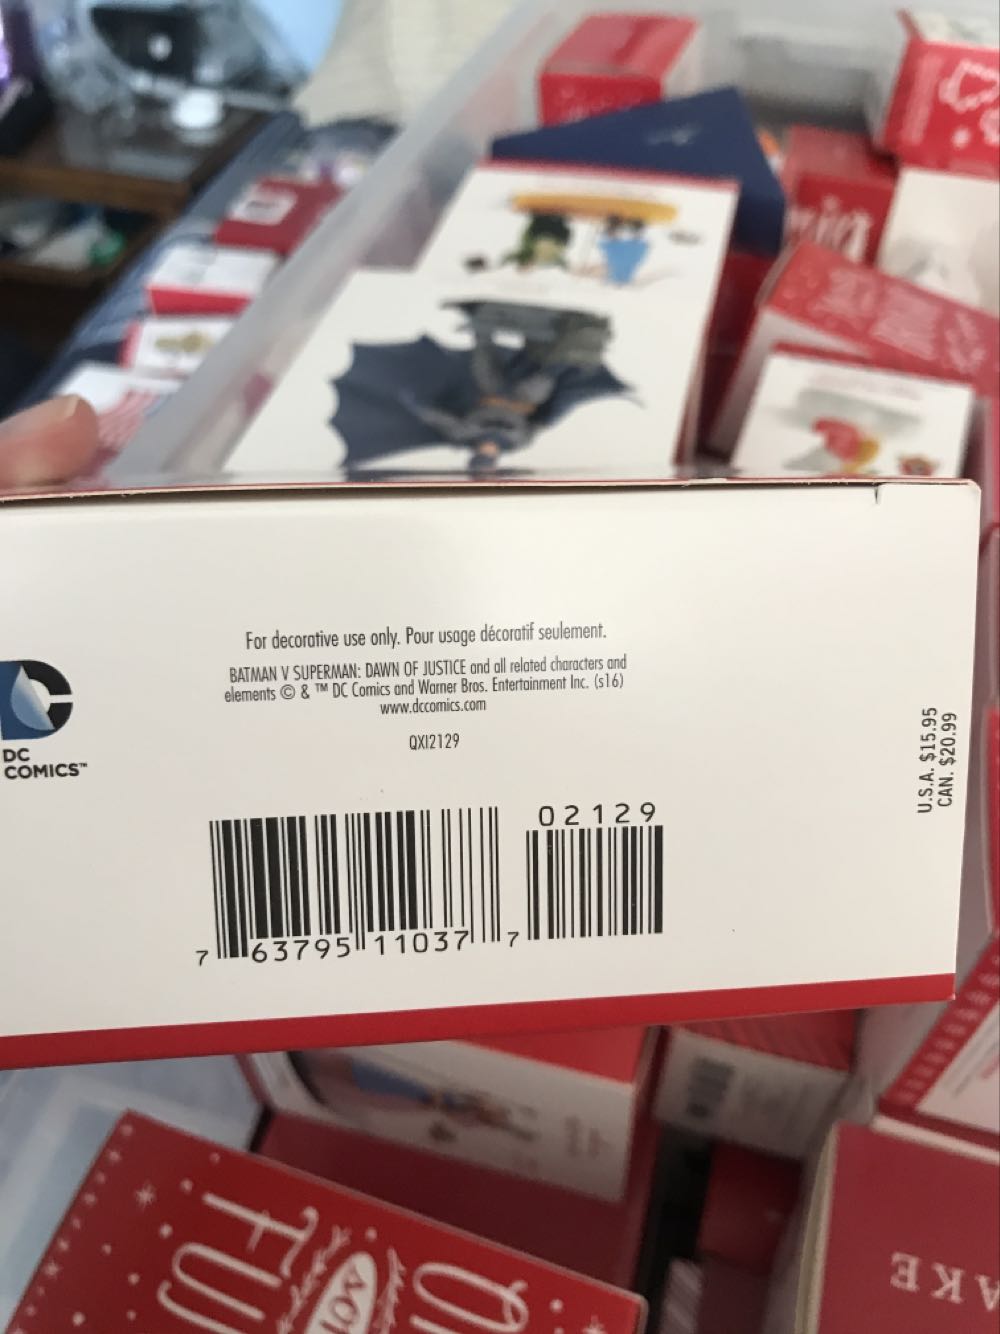 For decorative use only. Pour usage décoratif seulement.
BATMAN V SUPERMAN: DAWN OF JUSTICE and all related characters and
elements © & ™ DC Comics and Warner Bros. Entertainment Inc. (s16)
www.dccomics.com
QXI2129
DC
COMICS™
U.S.A. $15.95
CAN. $20.99
02129
7 63795 11037 7